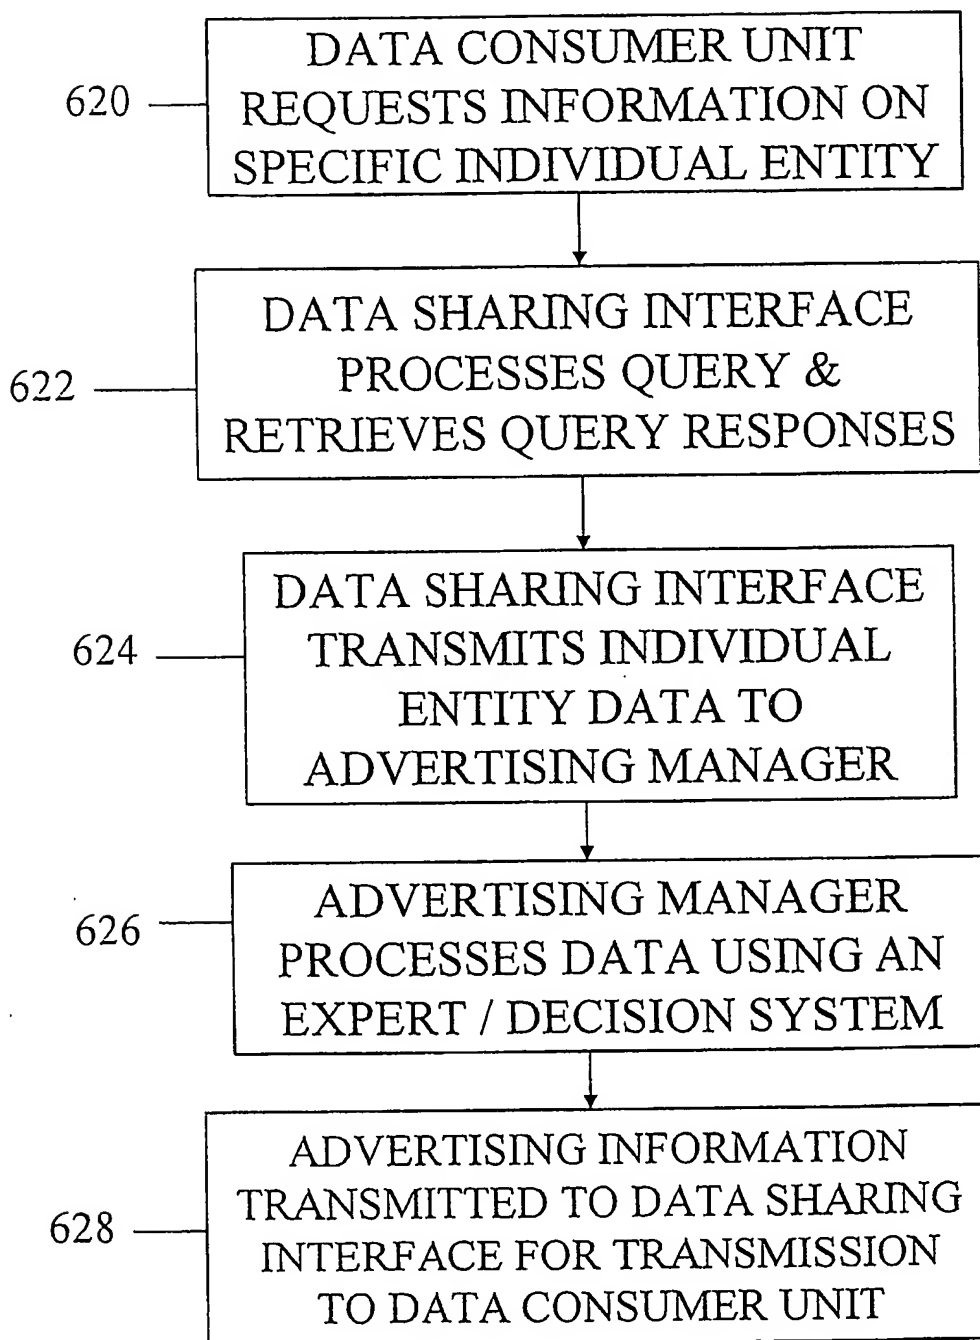 DATA CONSUMER UNIT
620
REQUESTS INFORMATION ON
SPECIFIC INDIVIDUAL ENTITY
DATA SHARING INTERFACE
622
PROCESSES QUERY &
RETRIEVES QUERY RESPONSES
DATA SHARING INTERFACE
624
TRANSMITS INDIVIDUAL
ENTITY DATA TO
ADVERTISING MANAGER
ADVERTISING MANAGER
626
PROCESSES DATA USING AN
EXPERT / DECISION SYSTEM
ADVERTISING INFORMATION
TRANSMITTED TO DATA SHARING
628
INTERFACE FOR TRANSMISSION
TO DATA CONSUMER UNIT